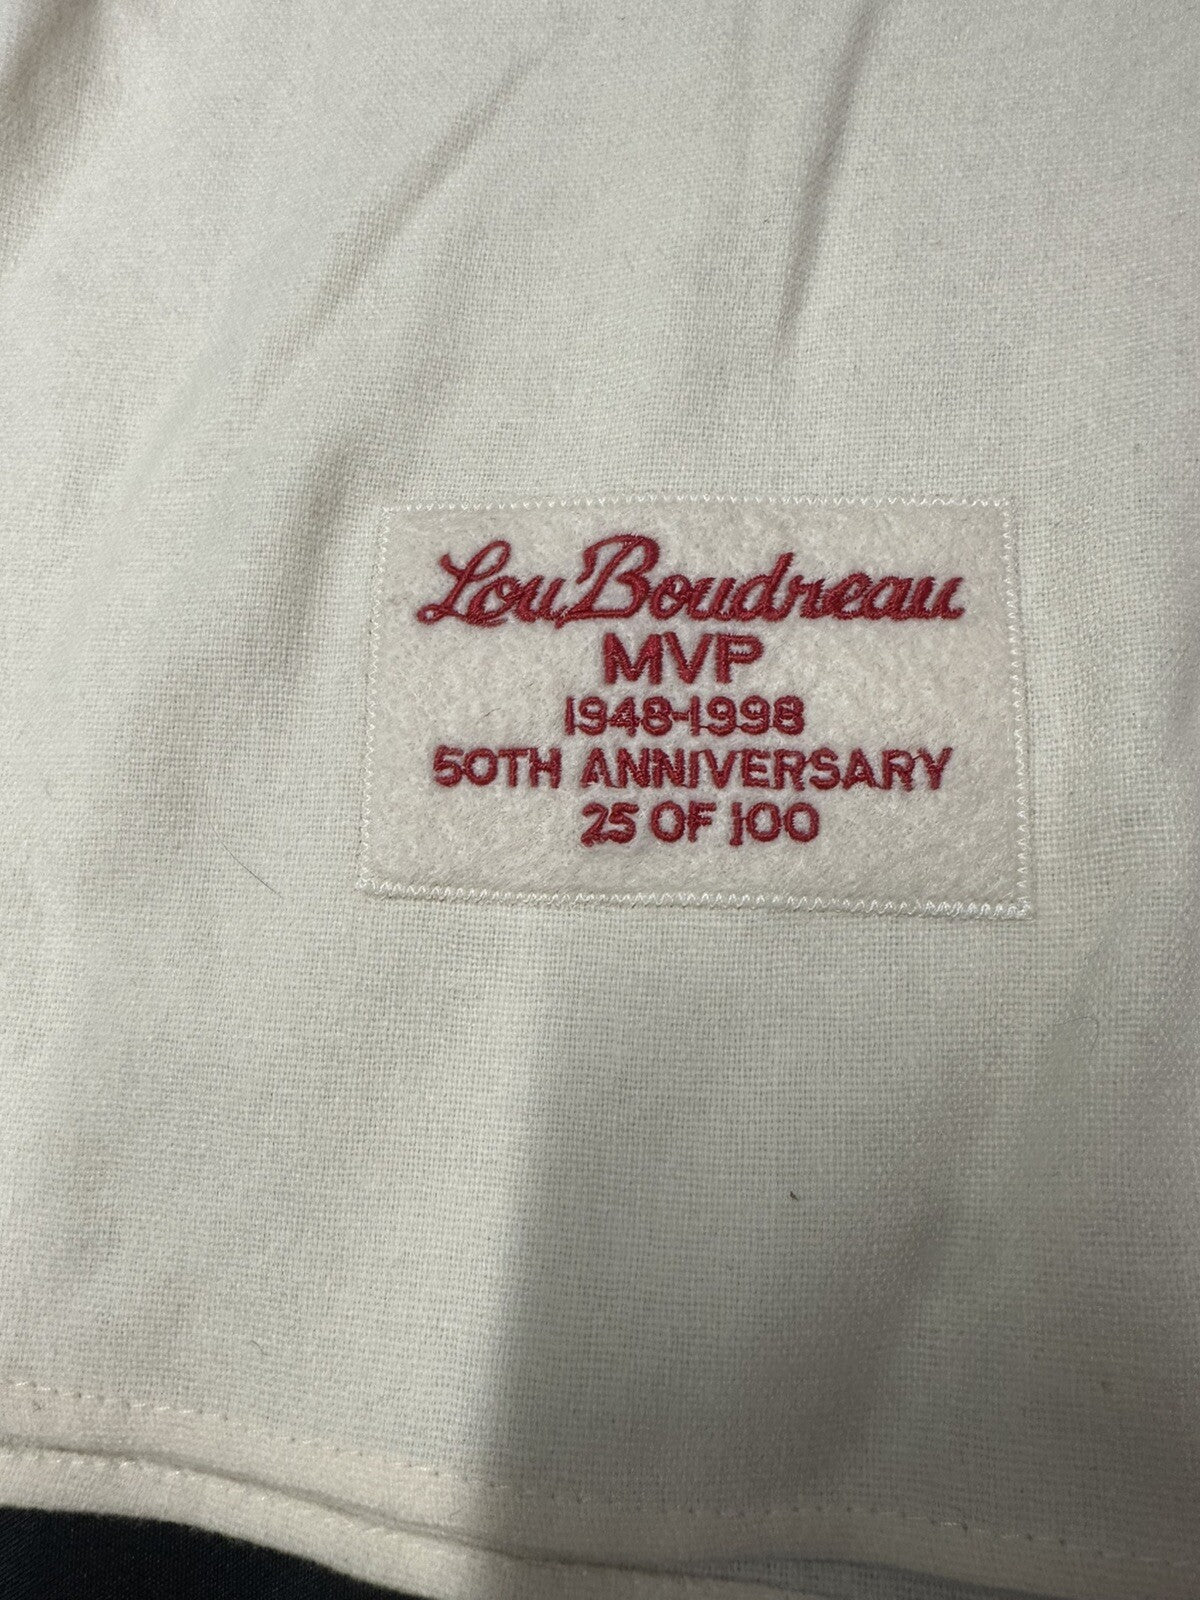 Lou Boudreau
MVP
1948-1998
50TH ANNIVERSARY
25 OF 100